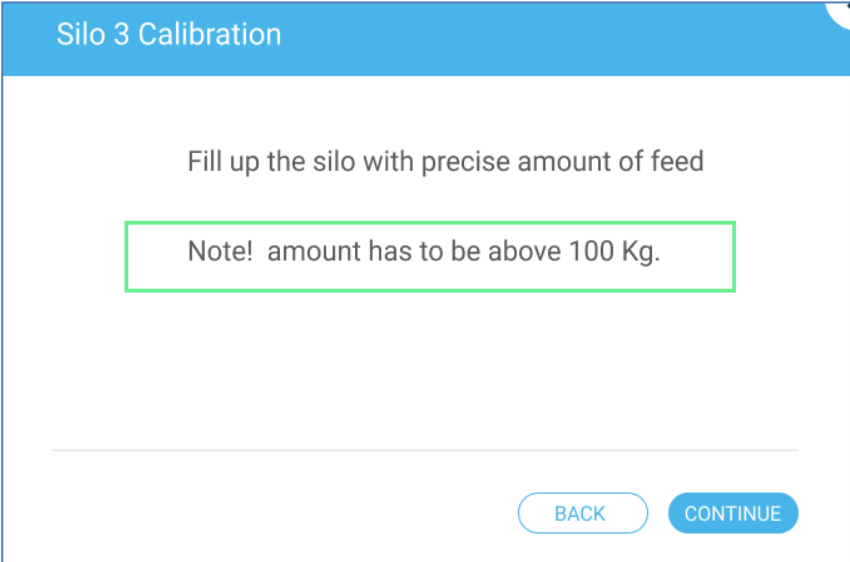 Silo 3 Calibration
Fill up the silo with precise amount of feed
Note!  amount has to be above 100 Kg.
BACK
CONTINUE